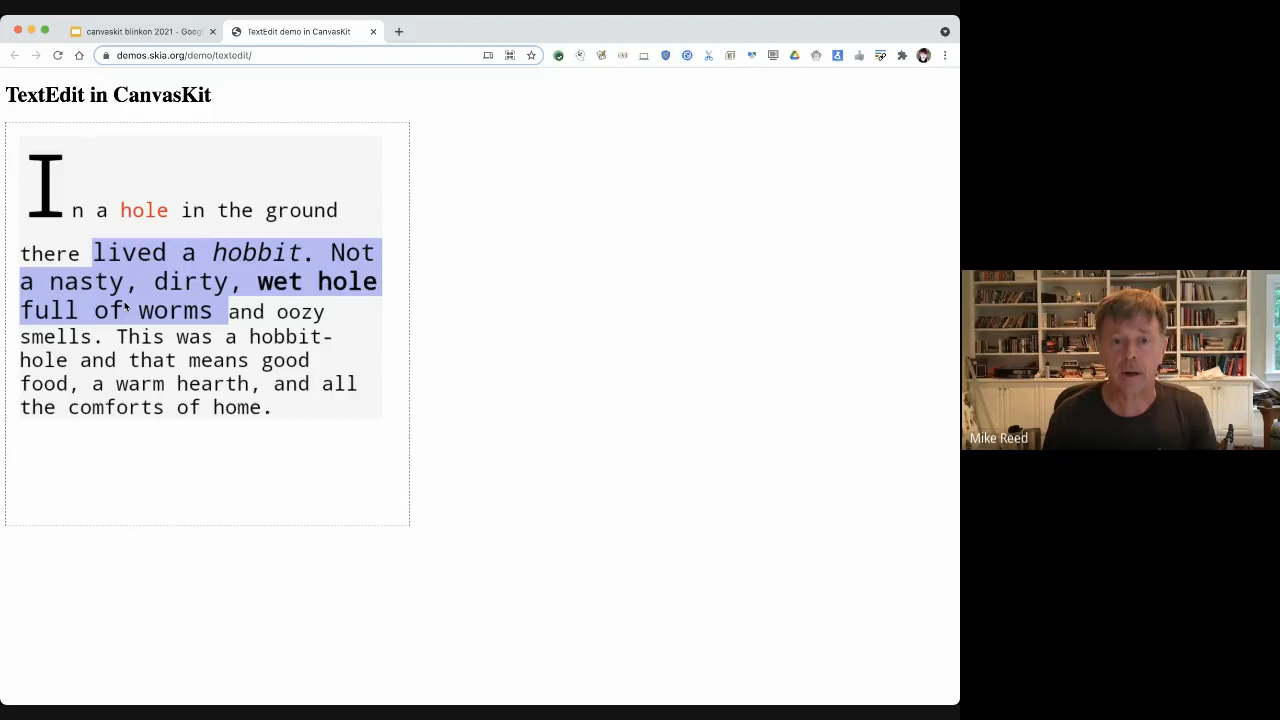 canvaskit blinkon 2021 - Googl
TextEdit demo in CanvasKit
demos.skia.org/demo/textedit/
TextEdit in CanvasKit
In a hole in the ground
there lived a hobbit. Not
a nasty, dirty, wet hole
full of worms and oozy
smells. This was a hobbit-
hole and that means good
food, a warm hearth, and all
the comforts of home.
Mike Reed